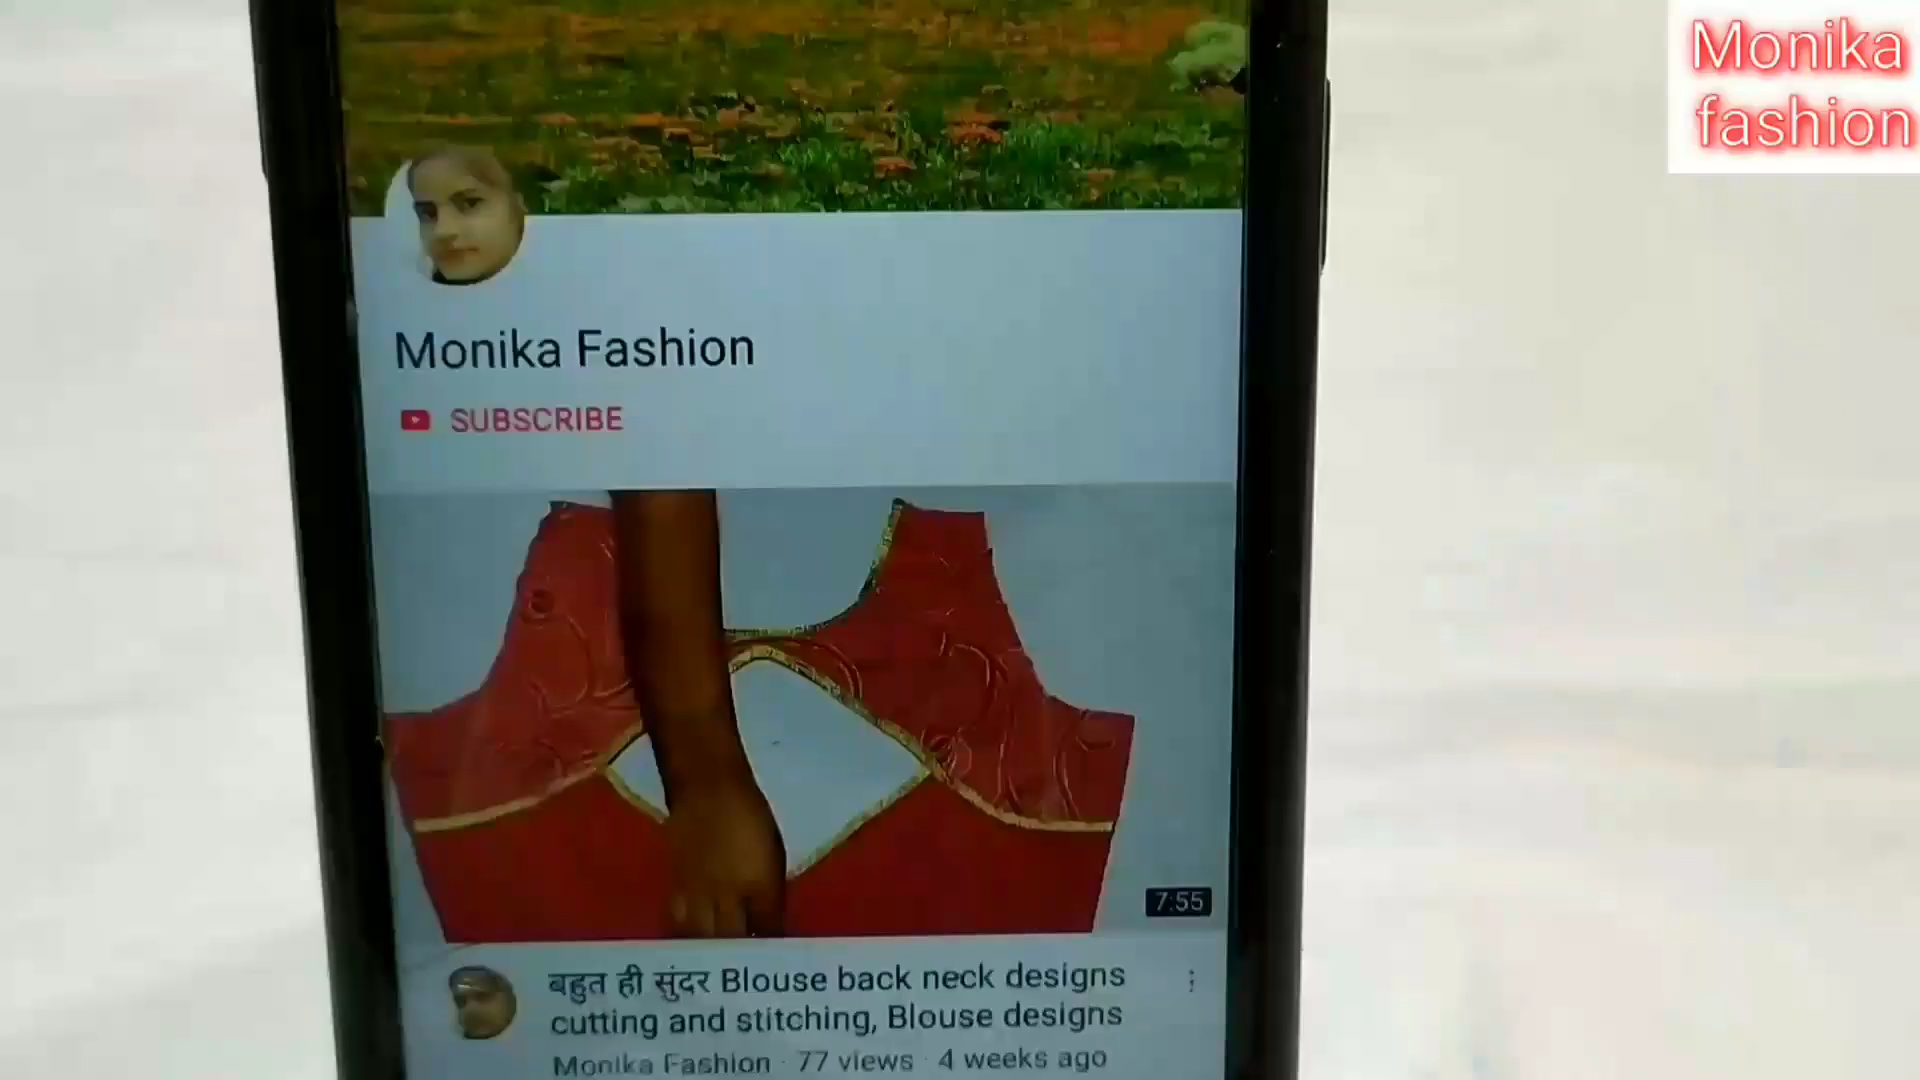 Monika
fashion
Monika Fashion
SUBSCRIBE
7:55
बहुत ही सुंदर Blouse back neck designs
cutting and stitching, Blouse designs
Monika Fashion · 77 views · 4 weeks ago